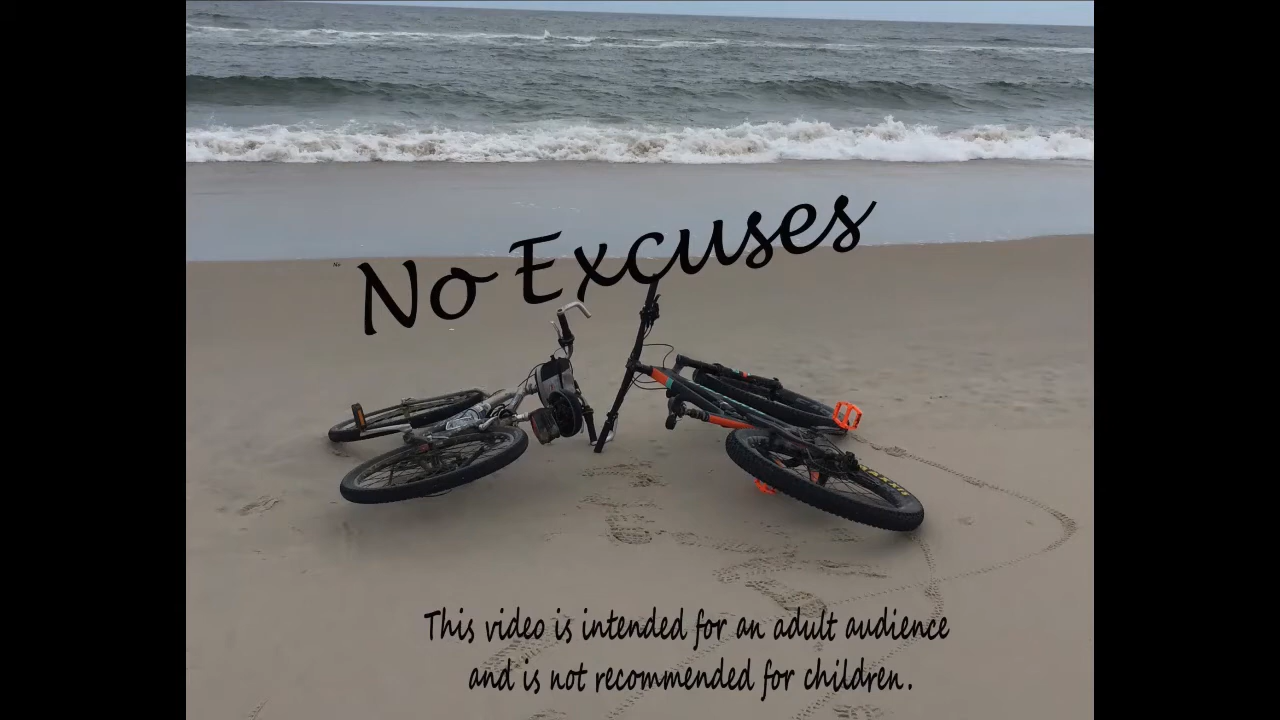 No Excuses
This video is intended for an adult audience
and is not recommended for children.